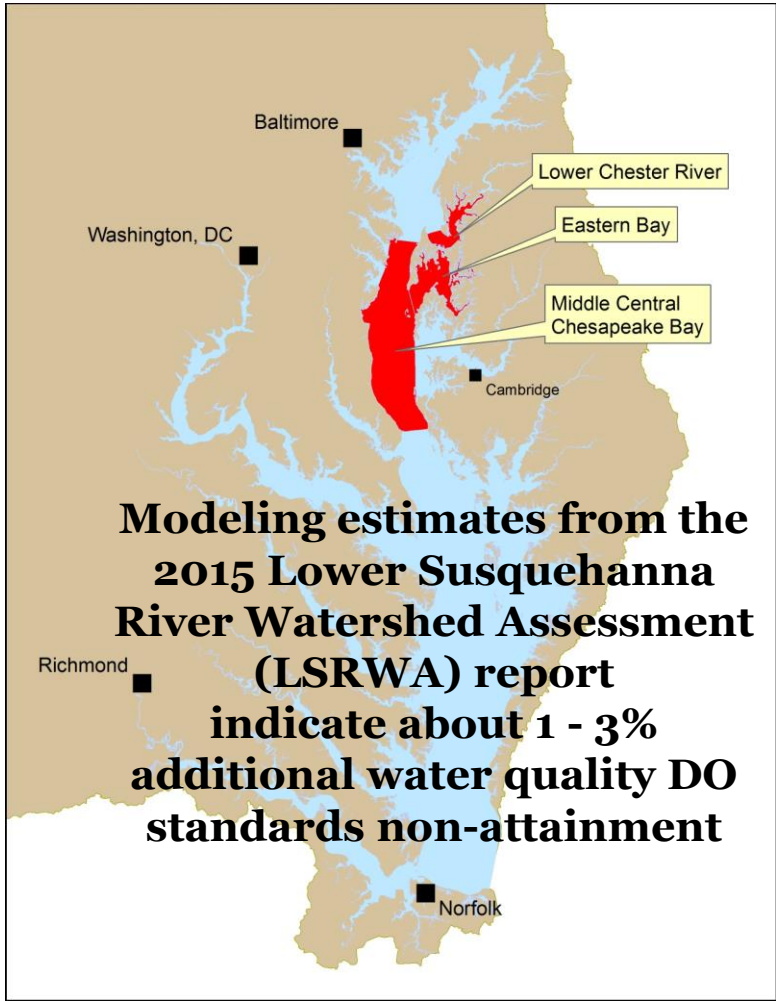 Baltimore
Lower Chester River
Washington, DC
Eastern Bay
Middle Central
Chesapeake Bay
Cambridge
Modeling estimates from the
2015 Lower Susquehanna
River Watershed Assessment
(LSRWA) report
Richmond
indicate about 1 - 3%
additional water quality DO
standards non-attainment
Norfolk